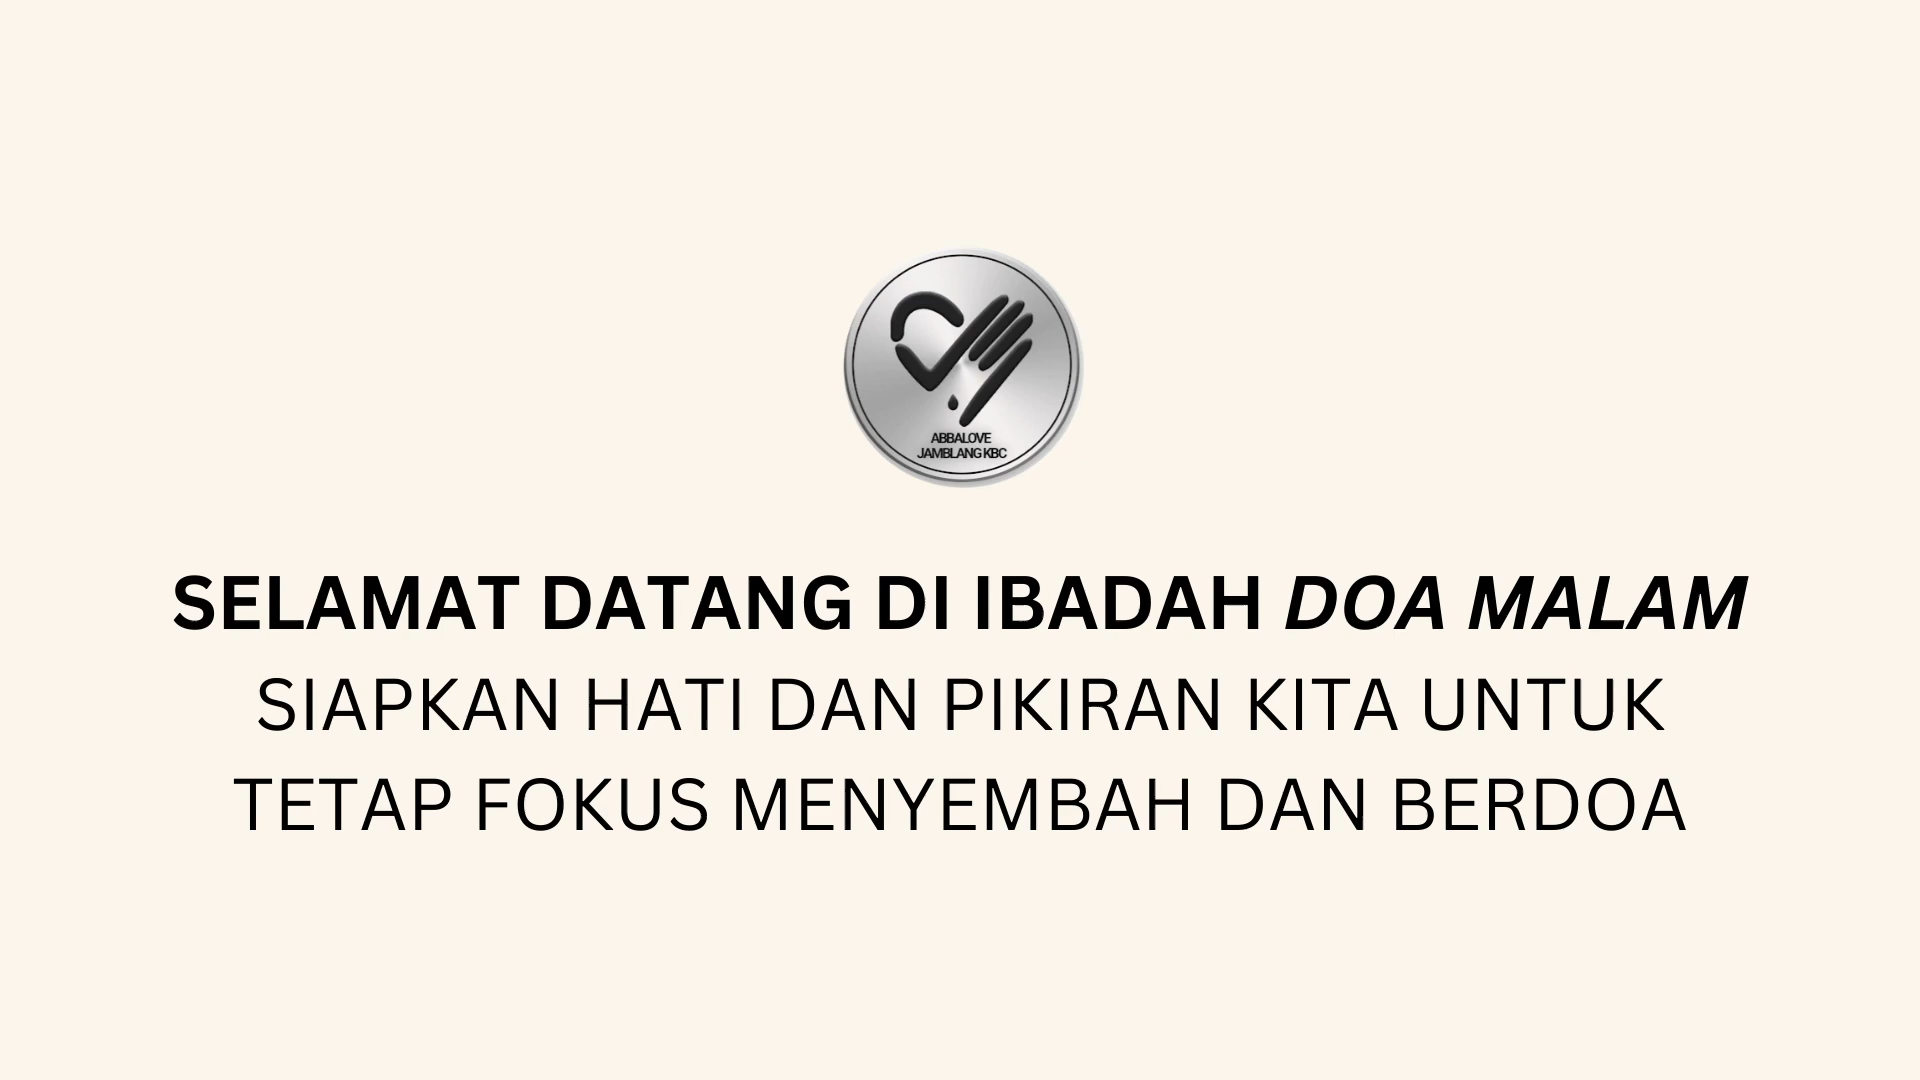 ABBALOVE
JAMBLANG KBC
SELAMAT DATANG DI IBADAH DOA MALAM
SIAPKAN HATI DAN PIKIRAN KITA UNTUK
TETAP FOKUS MENYEMBAH DAN BERDOA